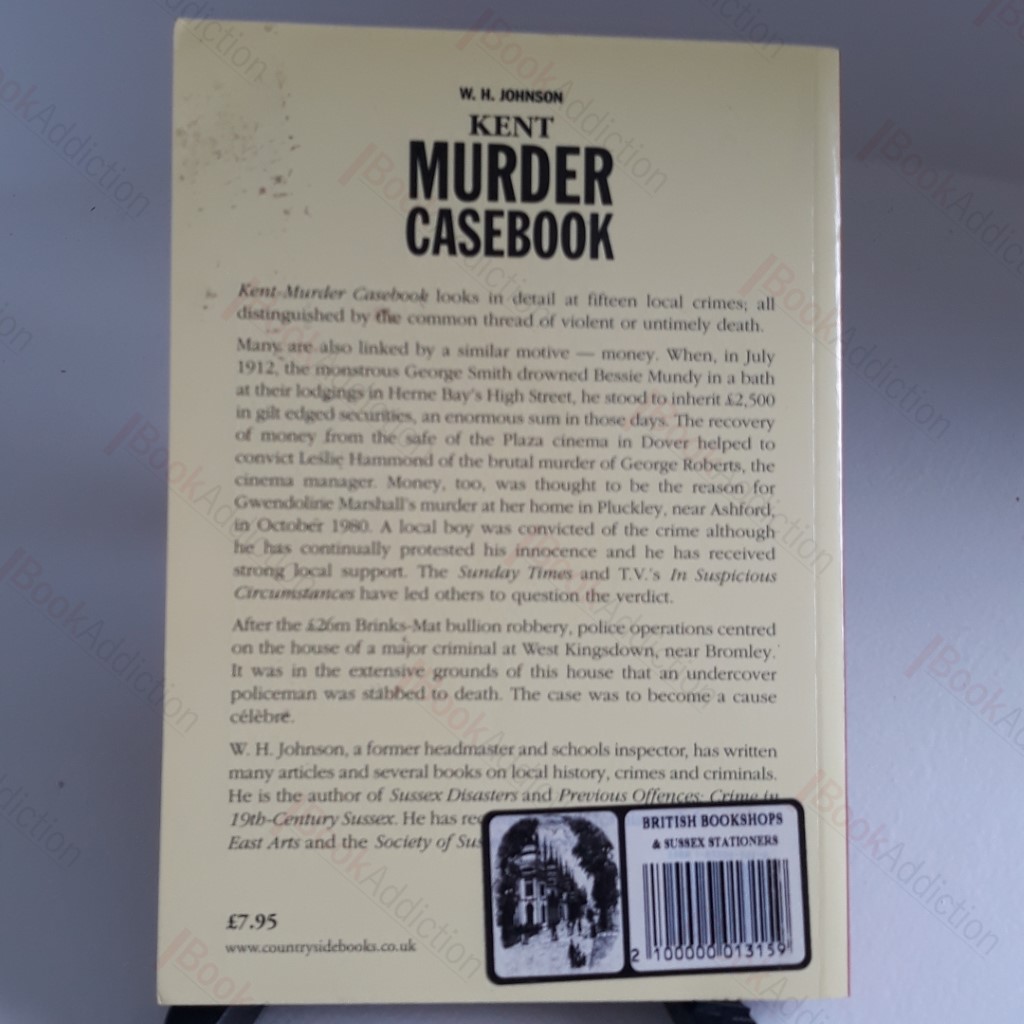 W. H. JOHNSON
KENT
MURDER
CASEBOOK
Kent Murder Casebook looks in detail at fifteen local crimes; all
distinguished by the common thread of violent or untimely death.
Many are also linked by a similar motive — money. When, in July
1912, the monstrous George Smith drowned Bessie Mundy in a bath
at their lodgings in Herne Bay's High Street, he stood to inherit £2,500
in gilt edged securities, an enormous sum in those days. The recovery
of money from the safe of the Plaza cinema in Dover helped to
convict Leslie Hammond of the brutal murder of George Roberts, the
cinema manager. Money, too, was thought to be the reason for
Gwendoline Marshall's murder at her home in Pluckley, near Ashford,
in October 1980. A local boy was convicted of the crime although
he has continually protested his innocence and he has received
strong local support. The Sunday Times and T.V.'s In Suspicious
Circumstances have led others to question the verdict.
After the £26m Brinks-Mat bullion robbery, police operations centred
on the house of a major criminal at West Kingsdown, near Bromley.
It was in the extensive grounds of this house that an undercover
policeman was stabbed to death. The case was to become a cause
célèbre.
W. H. Johnson, a former headmaster and schools inspector, has written
many articles and several books on local history, crimes and criminals.
He is the author of Sussex Disasters and Previous Offences: Crime in
19th-Century Sussex. He has
East Arts and the Society of
BRITISH BOOKSHOPS
& SUSSEX STATIONERS
2 100000 013159
£7.95
www.countrysidebooks.co.uk
BookAddiction